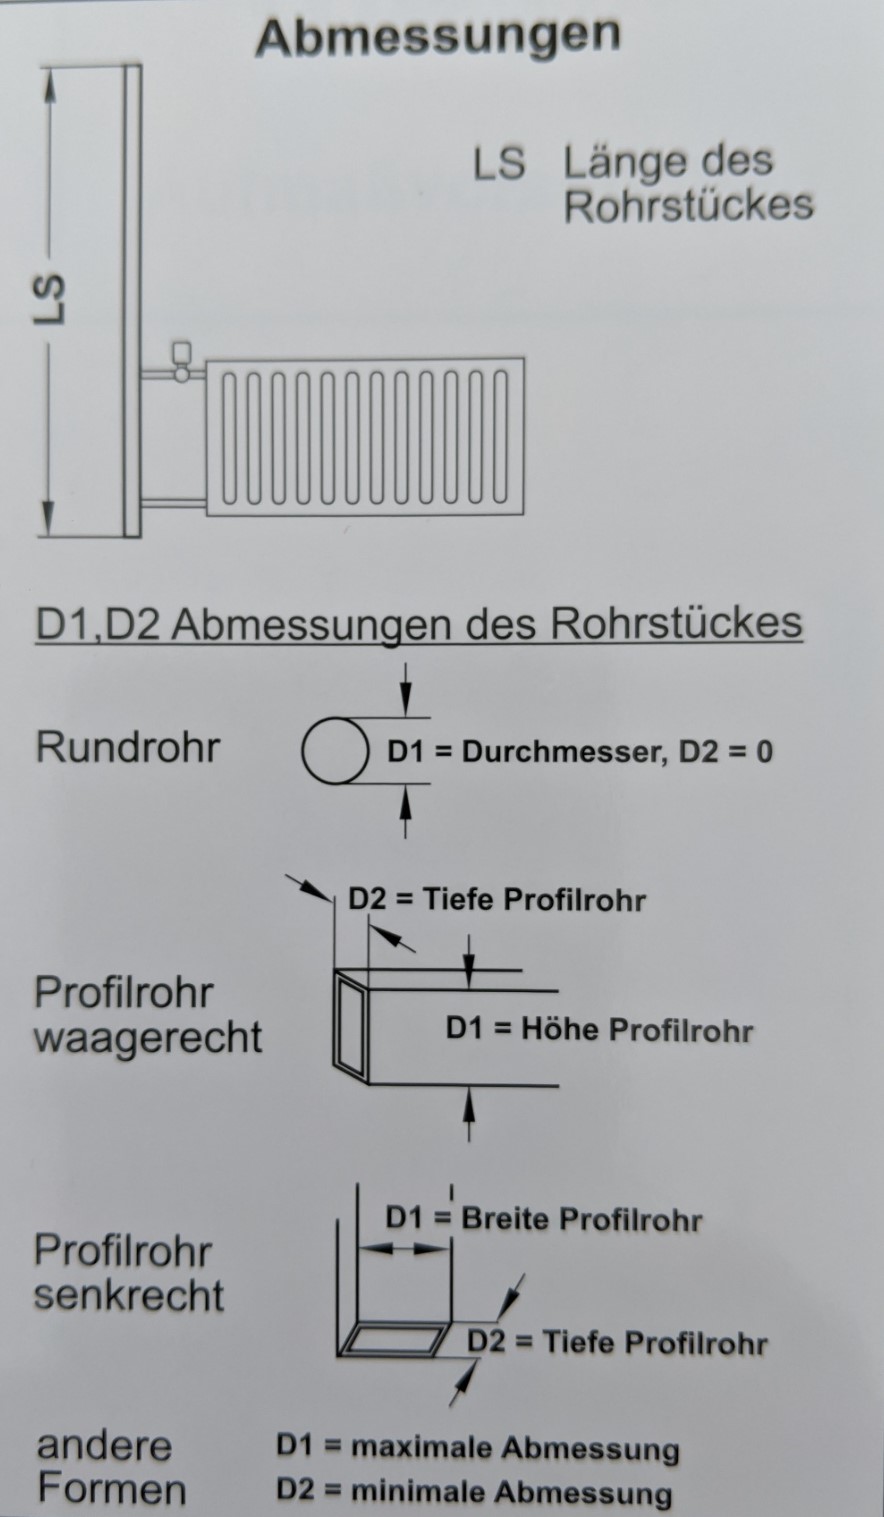 Abmessungen
LS Länge des
Rohrstückes
LS
D1,D2 Abmessungen des Rohrstückes
Rundrohr
D1 = Durchmesser, D2 = 0
D2 = Tiefe Profilrohr
Profilrohr
waagerecht
D1 = Höhe Profilrohr
D1 = Breite Profilrohr
Profilrohr
senkrecht
D2 = Tiefe Profilrohr
andere
Formen
D1 = maximale Abmessung
D2 = minimale Abmessung